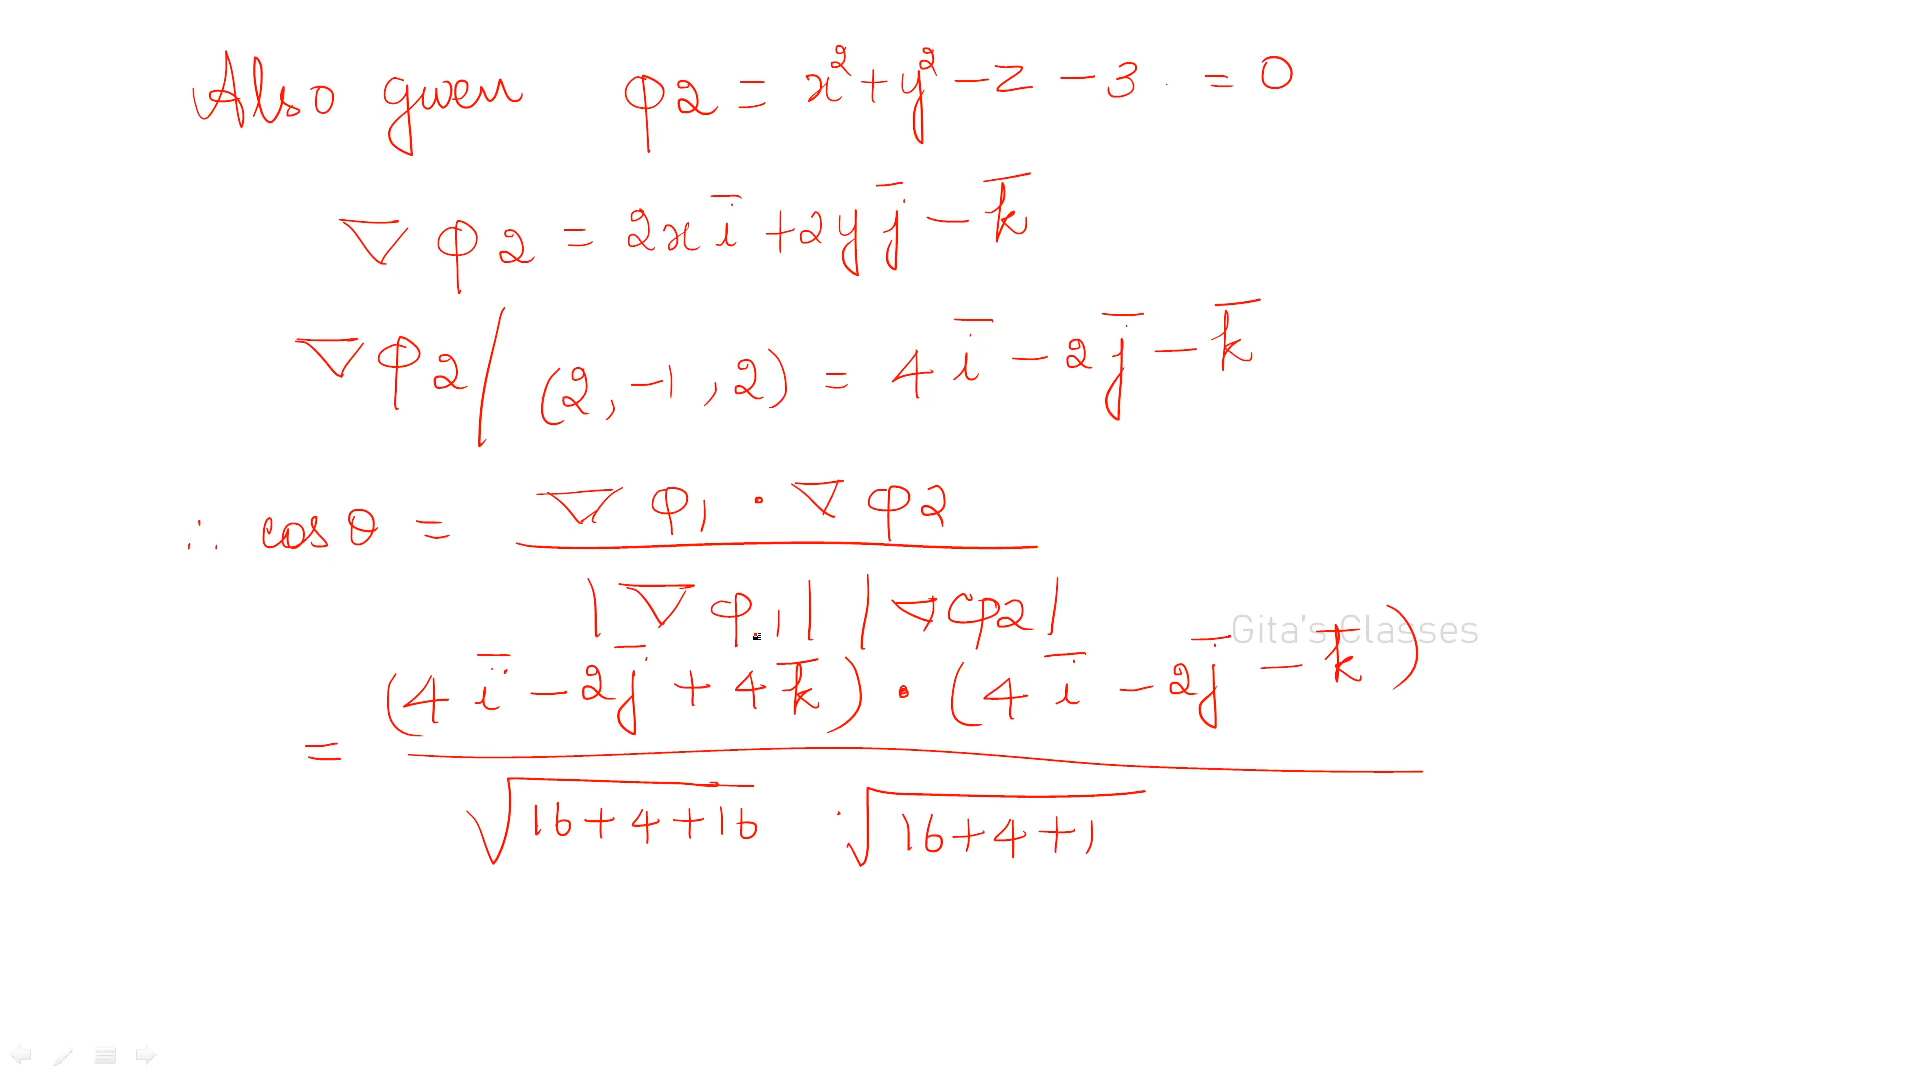 Also given φ2 = x² + y² − z − 3 = 0
∇φ2 = 2x i̅ + 2y j̅ − k̅
∇φ2 / (2, −1, 2) = 4 i̅ − 2 j̅ − k̅
∴ cos θ = ∇φ1 · ∇φ2
|∇φ1| |∇φ2|
Gita's Classes
= (4 i̅ − 2 j̅ + 4 k̅) · (4 i̅ − 2 j̅ − k̅)
√16+4+16 · √16+4+1